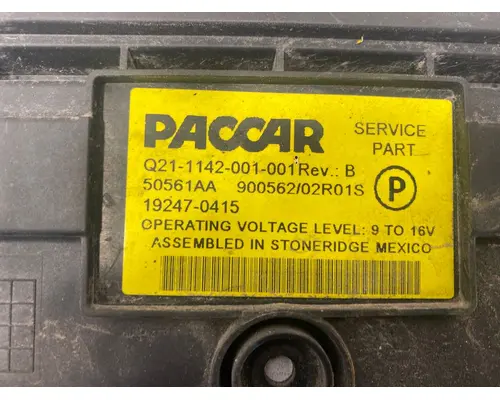 PACCAR
SERVICE PART
Q21-1142-001-001Rev.: B
50561AA 900562/02R01S
P
19247-0415
OPERATING VOLTAGE LEVEL: 9 TO 16V
ASSEMBLED IN STONERIDGE MEXICO